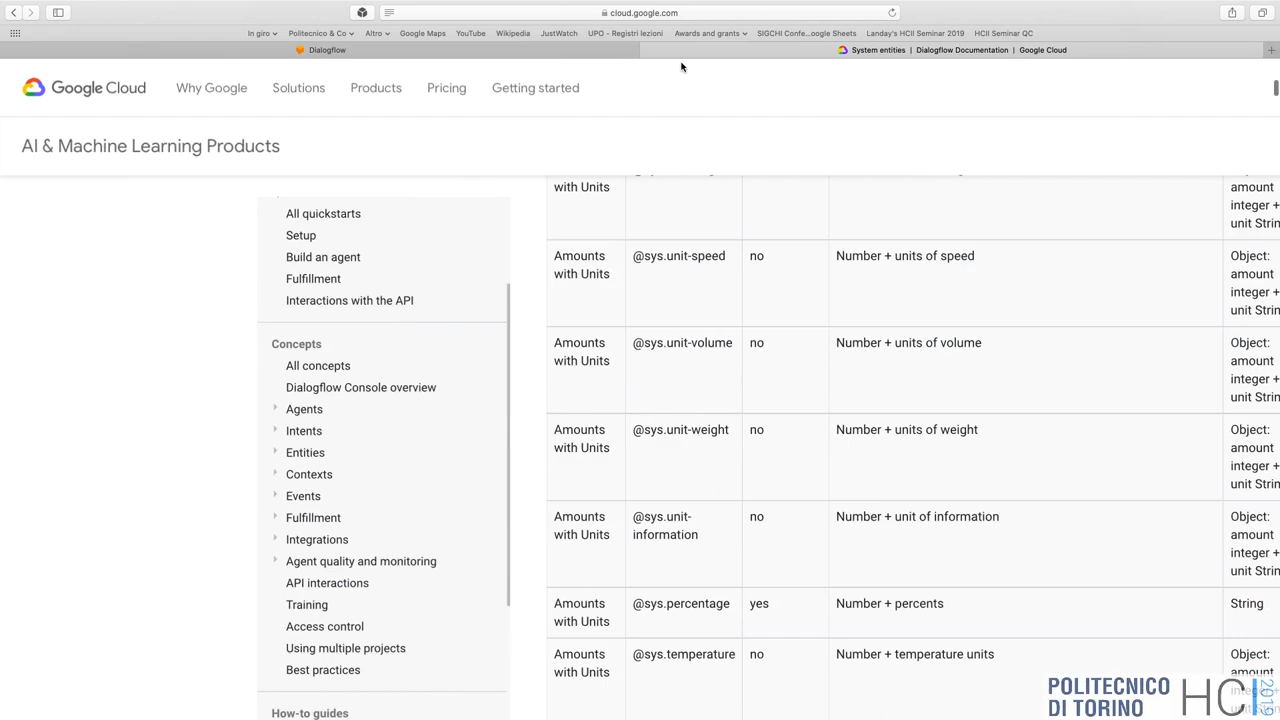 cloud.google.com
In giro
Politecnico & Co
Altro
Google Maps
YouTube
Wikipedia
JustWatch
UPO - Registri lezioni
Awards and grants
SIGCHI Confe...oogle Sheets
Landay's HCII Seminar 2019
HCII Seminar QC
Dialogflow
System entities | Dialogflow Documentation | Google Cloud
Google Cloud
Why Google
Solutions
Products
Pricing
Getting started
AI & Machine Learning Products
All quickstarts
Setup
Build an agent
Fulfillment
Interactions with the API
Concepts
All concepts
Dialogflow Console overview
Agents
Intents
Entities
Contexts
Events
Fulfillment
Integrations
Agent quality and monitoring
API interactions
Training
Access control
Using multiple projects
Best practices
How-to guides
with Units
amount
integer +
unit Strin
Amounts
with Units
@sys.unit-speed
no
Number + units of speed
Object:
amount
integer +
unit Strin
Amounts
with Units
@sys.unit-volume
no
Number + units of volume
Object:
amount
integer +
unit Strin
Amounts
with Units
@sys.unit-weight
no
Number + units of weight
Object:
amount
integer +
unit Strin
Amounts
with Units
@sys.unit-
information
no
Number + unit of information
Object:
amount
integer +
unit Strin
Amounts
with Units
@sys.percentage
yes
Number + percents
String
Amounts
with Units
@sys.temperature
no
Number + temperature units
Object:
amount
POLITECNICO
DI TORINO
HCI
2019